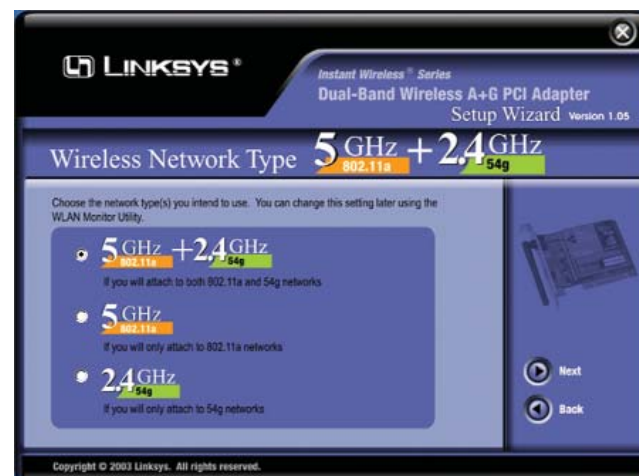 LINKSYS®
Instant Wireless® Series
Dual-Band Wireless A+G PCI Adapter
Setup Wizard Version 1.05
Wireless Network Type 5 GHz 802.11a + 2.4 GHz 54g
Choose the network type(s) you intend to use. You can change this setting later using the
WLAN Monitor Utility.
5 GHz 802.11a + 2.4 GHz 54g
If you will attach to both 802.11a and 54g networks
5 GHz 802.11a
If you will only attach to 802.11a networks
2.4 GHz 54g
If you will only attach to 54g networks
Next
Back
Copyright © 2003 Linksys. All rights reserved.